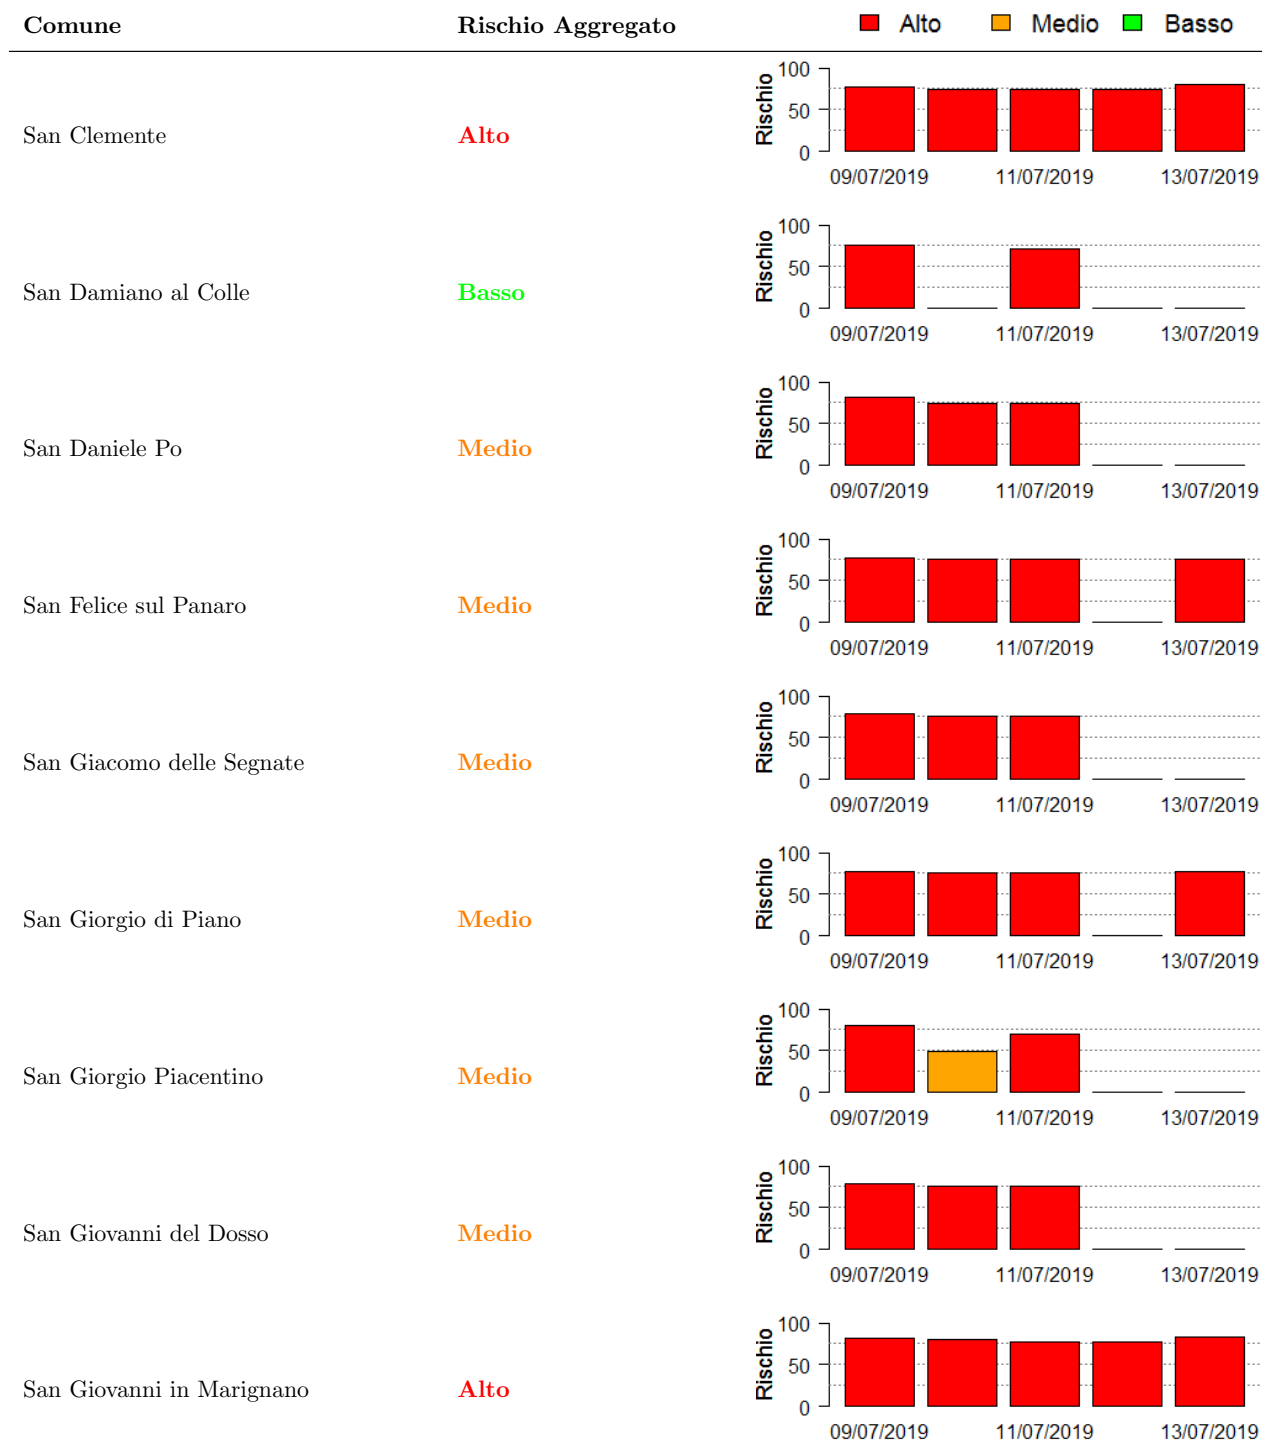 Comune Rischio Aggregato Alto Medio Basso
100
50
0
Rischio
San Clemente Alto
09/07/2019 11/07/2019 13/07/2019
100
50
0
Rischio
San Damiano al Colle Basso
09/07/2019 11/07/2019 13/07/2019
100
50
0
Rischio
San Daniele Po Medio
09/07/2019 11/07/2019 13/07/2019
100
50
0
Rischio
San Felice sul Panaro Medio
09/07/2019 11/07/2019 13/07/2019
100
50
0
Rischio
San Giacomo delle Segnate Medio
09/07/2019 11/07/2019 13/07/2019
100
50
0
Rischio
San Giorgio di Piano Medio
09/07/2019 11/07/2019 13/07/2019
100
50
0
Rischio
San Giorgio Piacentino Medio
09/07/2019 11/07/2019 13/07/2019
100
50
0
Rischio
San Giovanni del Dosso Medio
09/07/2019 11/07/2019 13/07/2019
100
50
0
Rischio
San Giovanni in Marignano Alto
09/07/2019 11/07/2019 13/07/2019